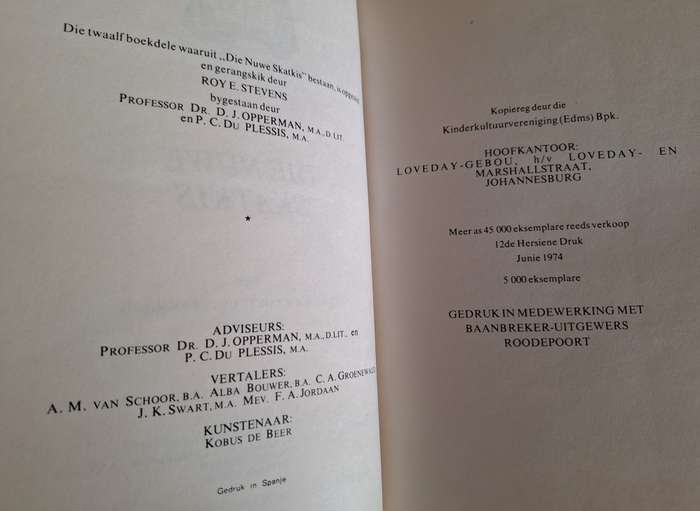 Die twaalf boekdele waaruit „Die Nuwe Skatkis" bestaan, is opgestel
en gerangskik deur
ROY E. STEVENS
bygestaan deur
PROFESSOR DR. D. J. OPPERMAN, M.A., D.LIT.
en P. C. DU PLESSIS, M.A.
★
ADVISEURS:
PROFESSOR DR. D. J. OPPERMAN, M.A., D.LIT., en
P. C. DU PLESSIS, M.A.
VERTALERS:
A. M. VAN SCHOOR, B.A. ALBA BOUWER, B.A. C. A. GROENEWALD
J. K. SWART, M.A. MEV. F. A. JORDAAN
KUNSTENAAR:
KOBUS DE BEER
Gedruk in Spanje
Kopiereg deur die
Kinderkultuurvereniging (Edms) Bpk.
HOOFKANTOOR:
LOVEDAY-GEBOU, h/v LOVEDAY- EN
MARSHALLSTRAAT,
JOHANNESBURG
Meer as 45 000 eksemplare reeds verkoop
12de Hersiene Druk
Junie 1974
5 000 eksemplare
GEDRUK IN MEDEWERKING MET
BAANBREKER-UITGEWERS
ROODEPOORT